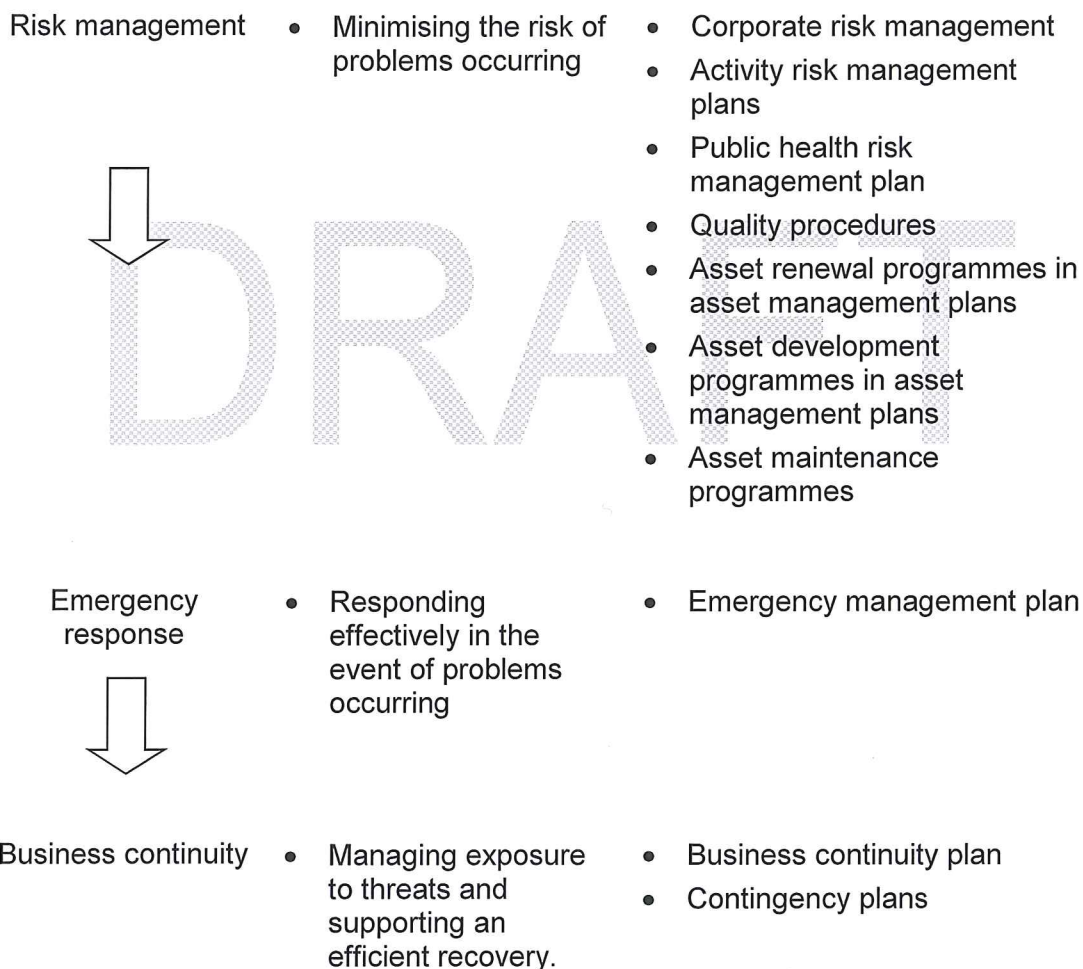 Risk management
• Minimising the risk of
problems occurring
• Corporate risk management
• Activity risk management
plans
• Public health risk
management plan
• Quality procedures
• Asset renewal programmes in
asset management plans
• Asset development
programmes in asset
management plans
• Asset maintenance
programmes
DRAFT
Emergency
response
• Responding
effectively in the
event of problems
occurring
• Emergency management plan
Business continuity
• Managing exposure
to threats and
supporting an
efficient recovery.
• Business continuity plan
• Contingency plans